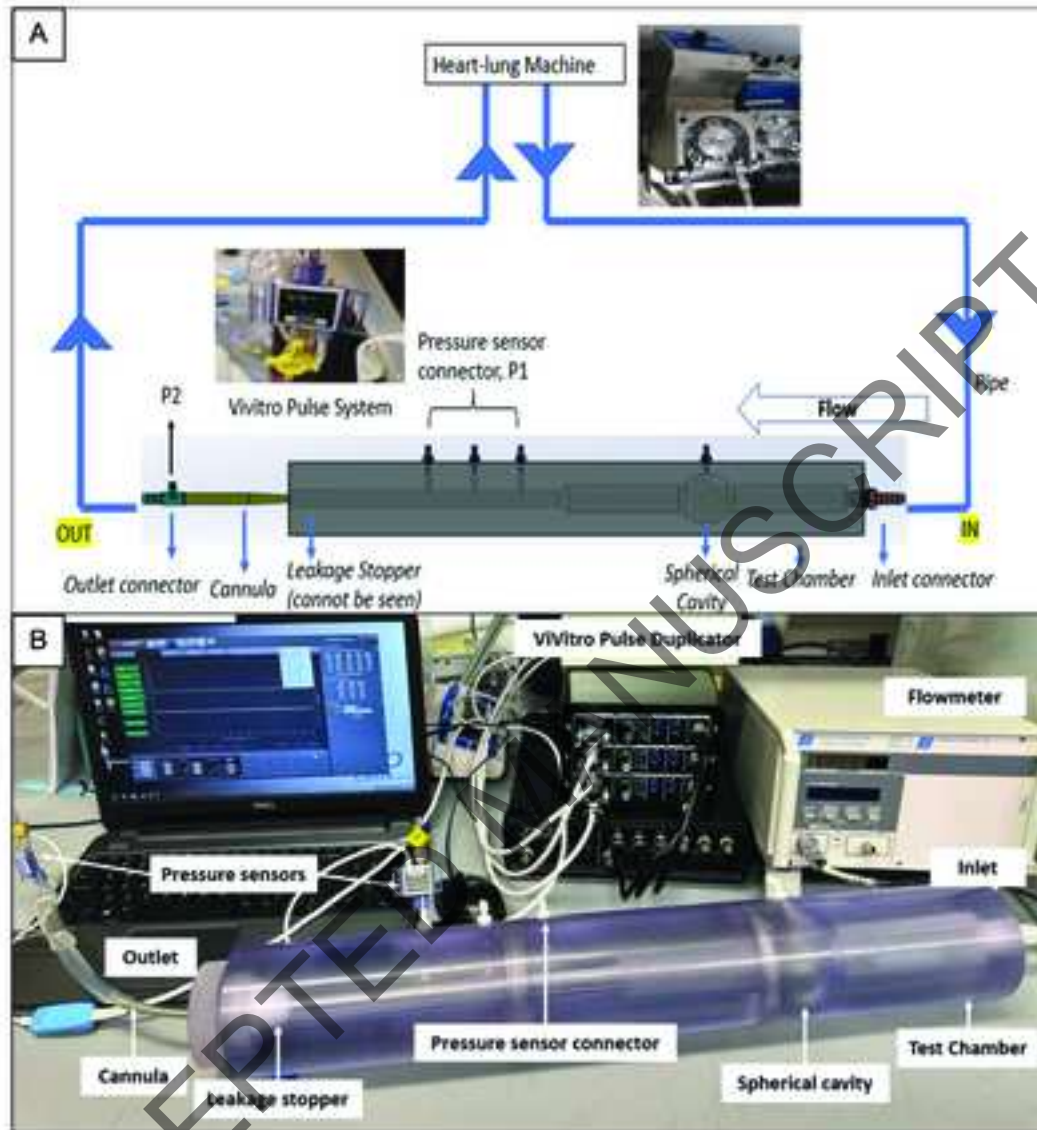 A
Heart-lung Machine
Pressure sensor
connector, P1
Vivitro Pulse System
P2
Flow
Pipe
OUT
IN
Outlet connector
Cannula
Leakage Stopper
(cannot be seen)
Spherical
Cavity
Test Chamber
Inlet connector
B
ViVitro Pulse Duplicator
Flowmeter
Pressure sensors
Inlet
Outlet
Cannula
Leakage stopper
Pressure sensor connector
Spherical cavity
Test Chamber
EPTED MANUSCRIPT